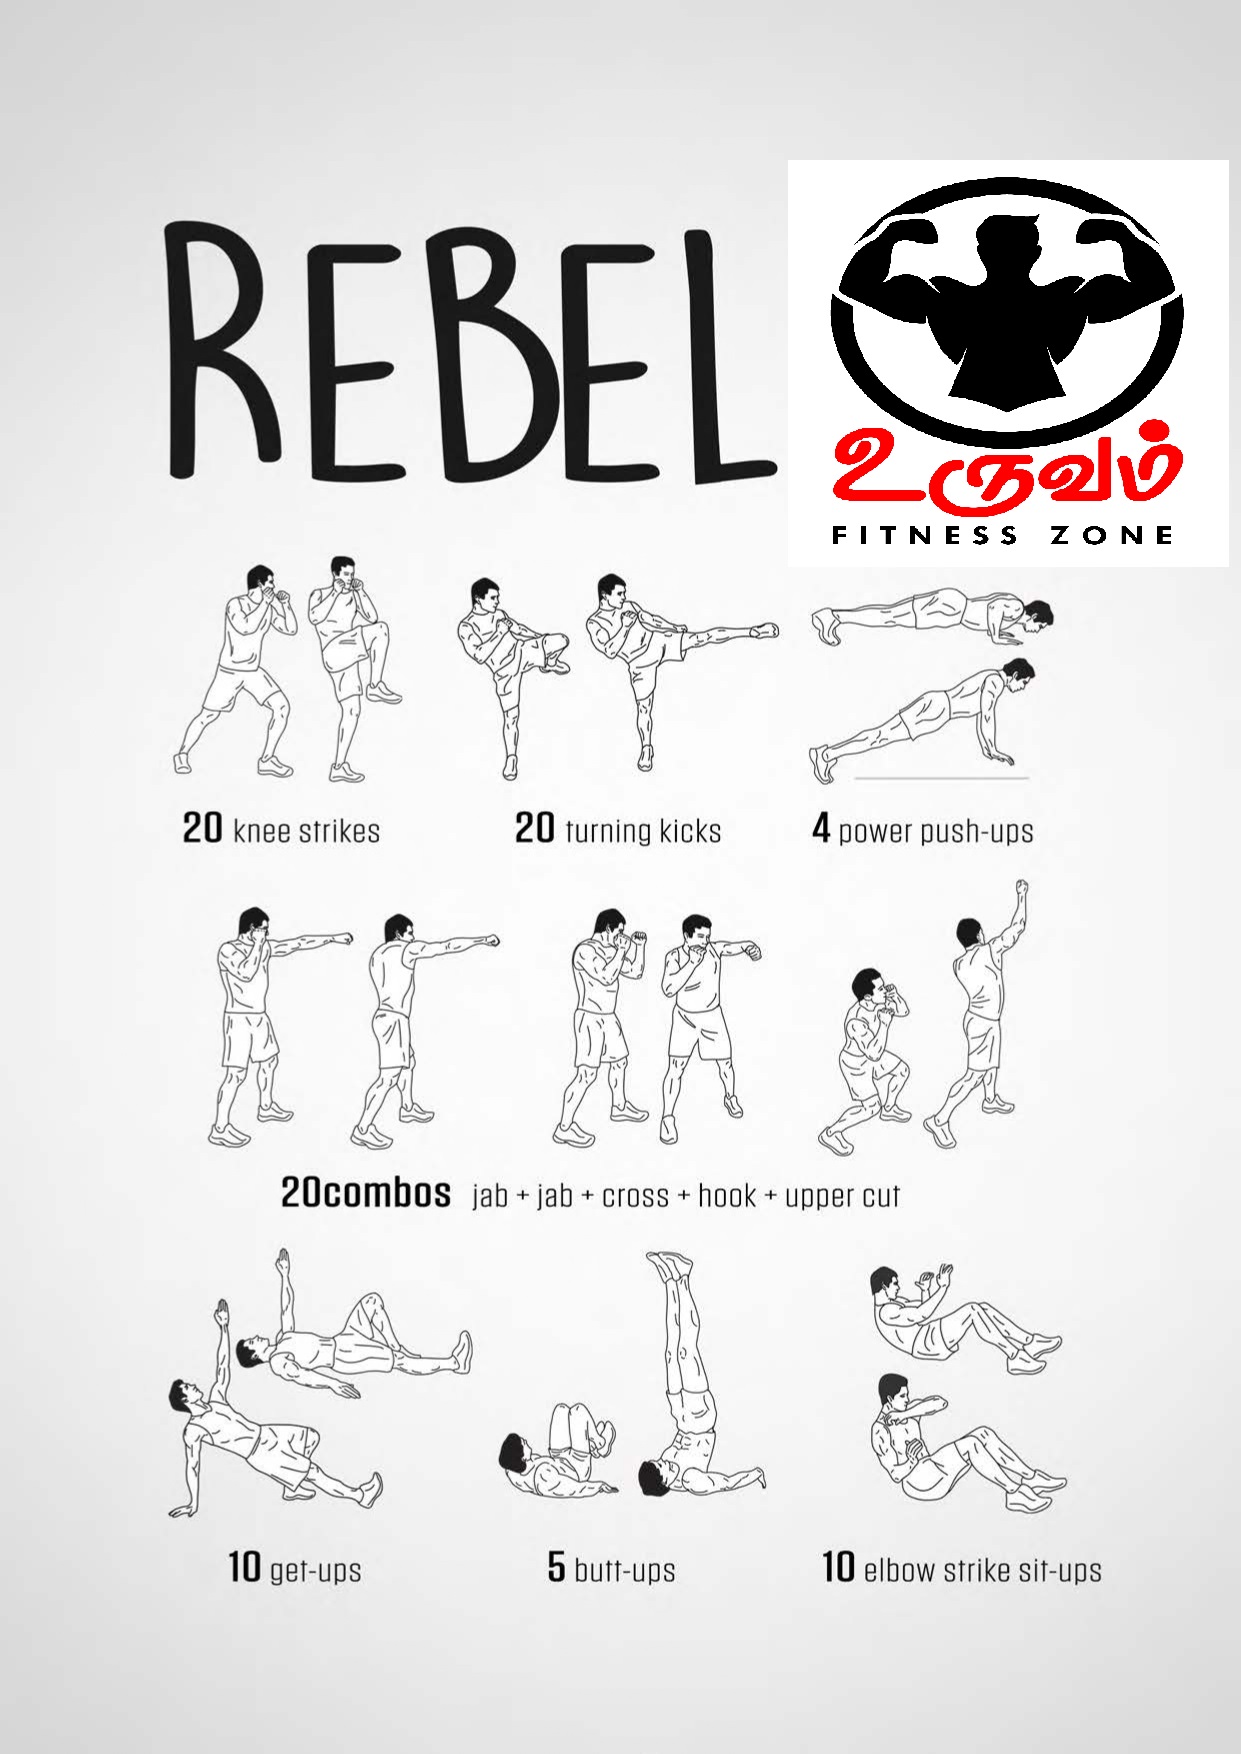 REBEL
உருவம்
FITNESS ZONE
20 knee strikes
20 turning kicks
4 power push-ups
20combos jab + jab + cross + hook + upper cut
10 get-ups
5 butt-ups
10 elbow strike sit-ups